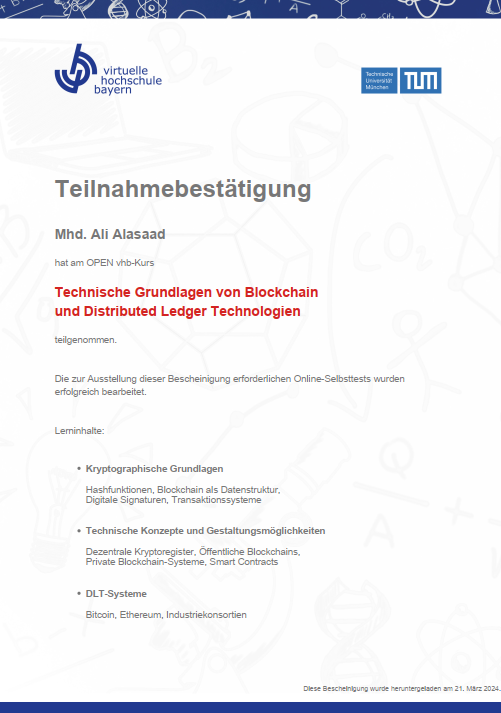 virtuelle
hochschule
bayern
Technische
Universität
München
TUM
Teilnahmebestätigung
Mhd. Ali Alasaad
hat am OPEN vhb-Kurs
Technische Grundlagen von Blockchain
und Distributed Ledger Technologien
teilgenommen.
Die zur Ausstellung dieser Bescheinigung erforderlichen Online-Selbsttests wurden
erfolgreich bearbeitet.
Lerninhalte:
• Kryptographische Grundlagen
Hashfunktionen, Blockchain als Datenstruktur,
Digitale Signaturen, Transaktionssysteme
• Technische Konzepte und Gestaltungsmöglichkeiten
Dezentrale Kryptoregister, Öffentliche Blockchains,
Private Blockchain-Systeme, Smart Contracts
• DLT-Systeme
Bitcoin, Ethereum, Industriekonsortien
Diese Bescheinigung wurde heruntergeladen am 21. März 2024.